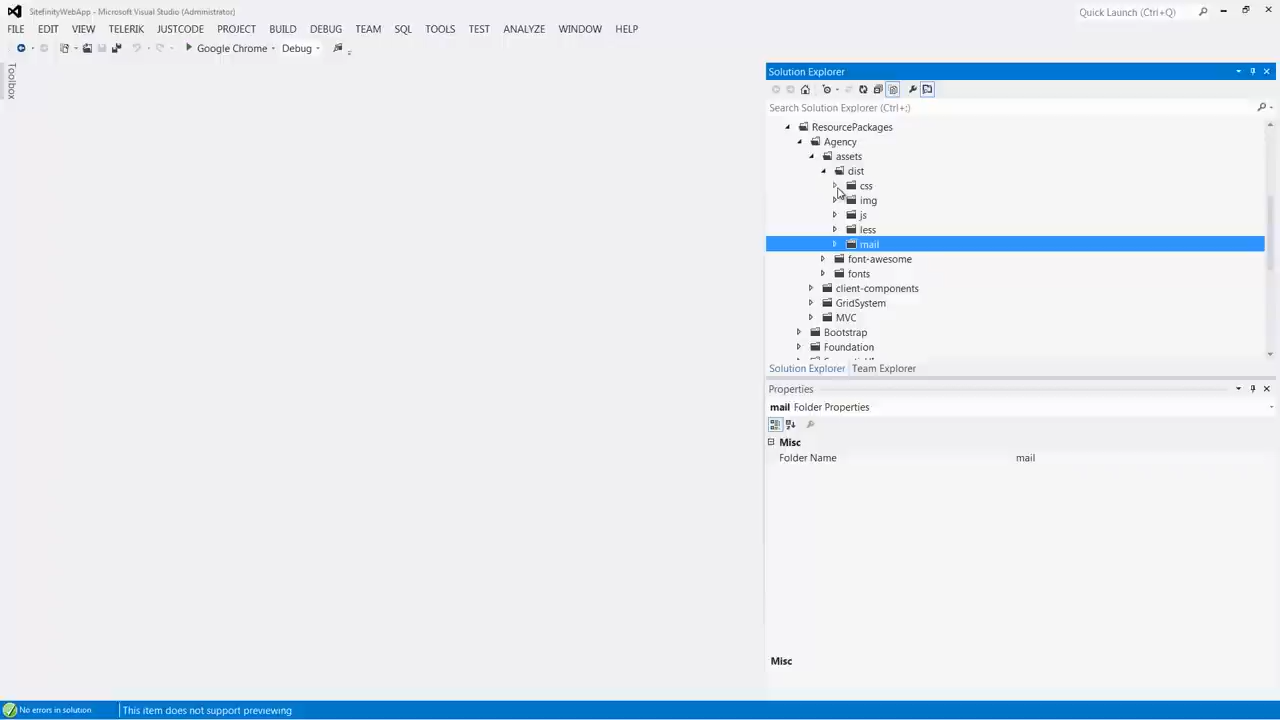 SitefinityWebApp - Microsoft Visual Studio (Administrator)
Quick Launch (Ctrl+Q)
FILE EDIT VIEW TELERIK JUSTCODE PROJECT BUILD DEBUG TEAM SQL TOOLS TEST ANALYZE WINDOW HELP
Google Chrome Debug
Toolbox
Solution Explorer
Search Solution Explorer (Ctrl+;)
ResourcePackages
Agency
assets
dist
css
img
js
less
mail
font-awesome
fonts
client-components
GridSystem
MVC
Bootstrap
Foundation
Solution Explorer Team Explorer
Properties
mail Folder Properties
Misc
Folder Name mail
Misc
No errors in solution This item does not support previewing